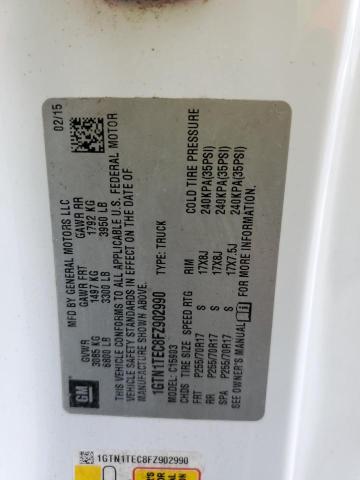 MFD BY GENERAL MOTORS LLC 02/15
GVWR GAWR FRT GAWR RR
3085 KG 1497 KG 1792 KG
6800 LB 3300 LB 3950 LB
THIS VEHICLE CONFORMS TO ALL APPLICABLE U.S. FEDERAL MOTOR
VEHICLE SAFETY STANDARDS IN EFFECT ON THE DATE OF
MANUFACTURE SHOWN ABOVE.
1GTN1TEC8FZ902990 TYPE: TRUCK
MODEL: C15903
CHS TIRE SIZE SPEED RTG RIM COLD TIRE PRESSURE
FRT P255/70R17 S 17X8J 240KPA(35PSI)
RR P255/70R17 S 17X8J 240KPA(35PSI)
SPA P255/70R17 S 17X7.5J 240KPA(35PSI)
SEE OWNER'S MANUAL
GM
1GTN1TEC8FZ902990